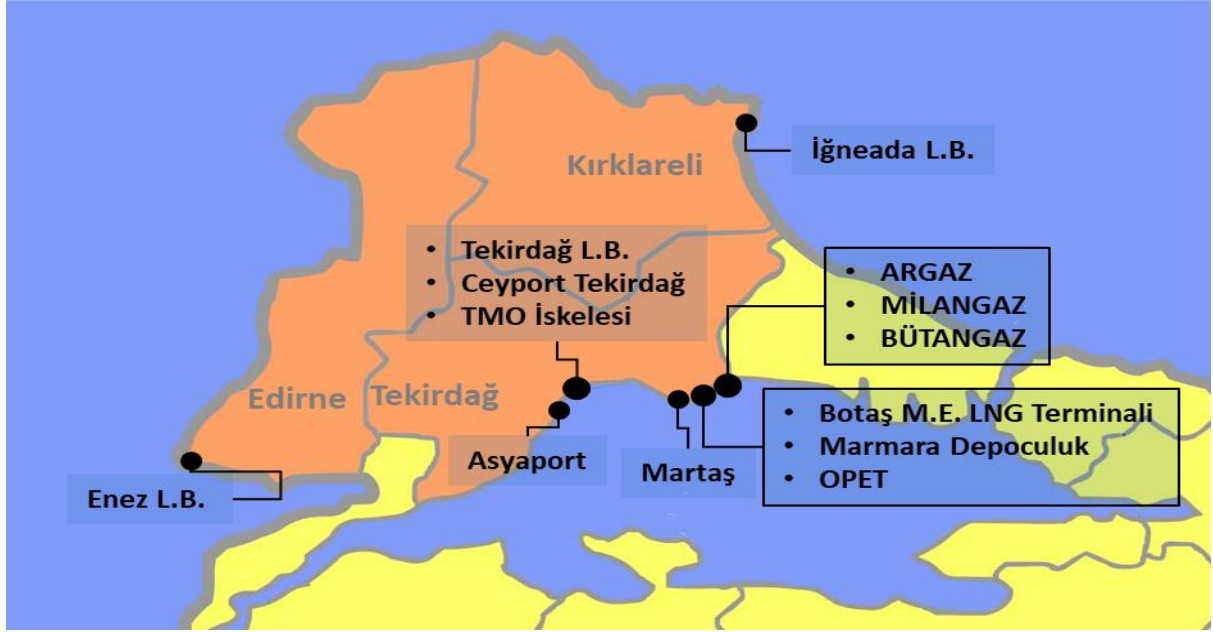 İğneada L.B.
Kırklareli
• Tekirdağ L.B.
• Ceyport Tekirdağ
• TMO İskelesi
• ARGAZ
• MİLANGAZ
• BÜTANGAZ
Edirne
Tekirdağ
• Botaş M.E. LNG Terminali
• Marmara Depoculuk
• OPET
Asyaport
Martaş
Enez L.B.